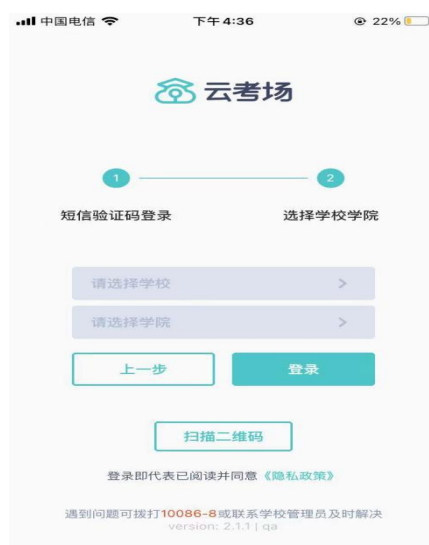 中国电信 下午4:36 22%
云考场
1 2
短信验证码登录 选择学校学院
请选择学校 >
请选择学院 >
上一步 登录
扫描二维码
登录即代表已阅读并同意《隐私政策》
遇到问题可拨打10086-8或联系学校管理员及时解决
version: 2.1.1 | qa